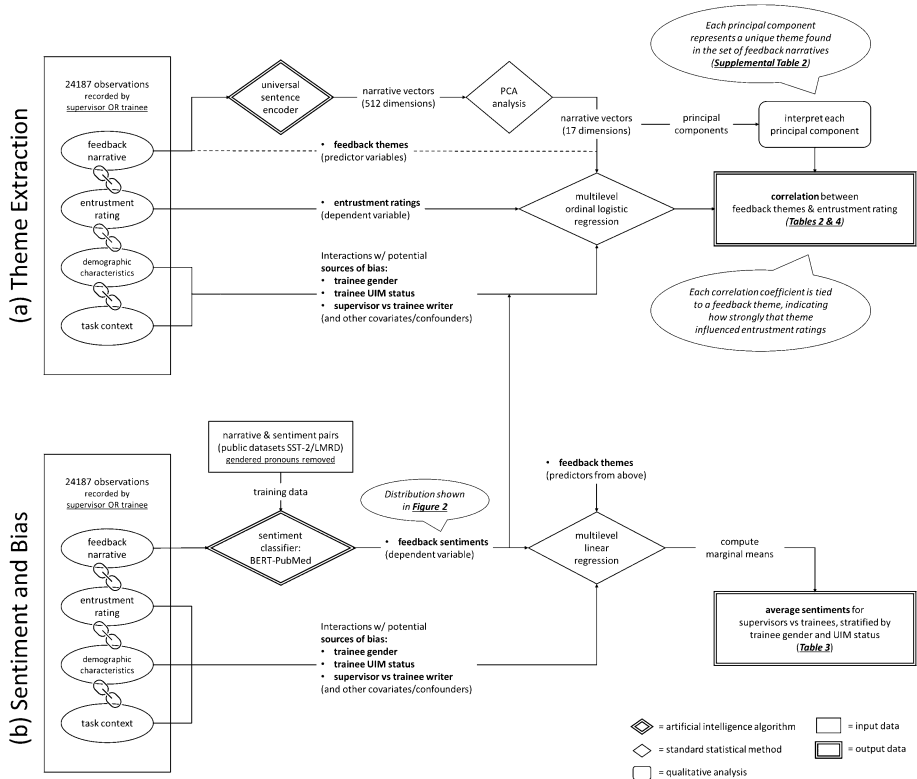 (a) Theme Extraction
24187 observations
recorded by
supervisor OR trainee
feedback
narrative
entrustment
rating
demographic
characteristics
task context
universal
sentence
encoder
narrative vectors
(512 dimensions)
PCA
analysis
narrative vectors
(17 dimensions)
principal
components
interpret each
principal component
Each principal component
represents a unique theme found
in the set of feedback narratives
(Supplemental Table 2)
• feedback themes
(predictor variables)
• entrustment ratings
(dependent variable)
multilevel
ordinal logistic
regression
correlation between
feedback themes & entrustment rating
(Tables 2 & 4)
Interactions w/ potential
sources of bias:
• trainee gender
• trainee UIM status
• supervisor vs trainee writer
(and other covariates/confounders)
Each correlation coefficient is tied
to a feedback theme, indicating
how strongly that theme
influenced entrustment ratings
(b) Sentiment and Bias
24187 observations
recorded by
supervisor OR trainee
feedback
narrative
entrustment
rating
demographic
characteristics
task context
narrative & sentiment pairs
(public datasets SST-2/LMRD)
gendered pronouns removed
training data
sentiment
classifier:
BERT-PubMed
Distribution shown
in Figure 2
• feedback sentiments
(dependent variable)
• feedback themes
(predictors from above)
multilevel
linear
regression
compute
marginal means
average sentiments for
supervisors vs trainees, stratified by
trainee gender and UIM status
(Table 3)
Interactions w/ potential
sources of bias:
• trainee gender
• trainee UIM status
• supervisor vs trainee writer
(and other covariates/confounders)
= artificial intelligence algorithm
= input data
= standard statistical method
= output data
= qualitative analysis